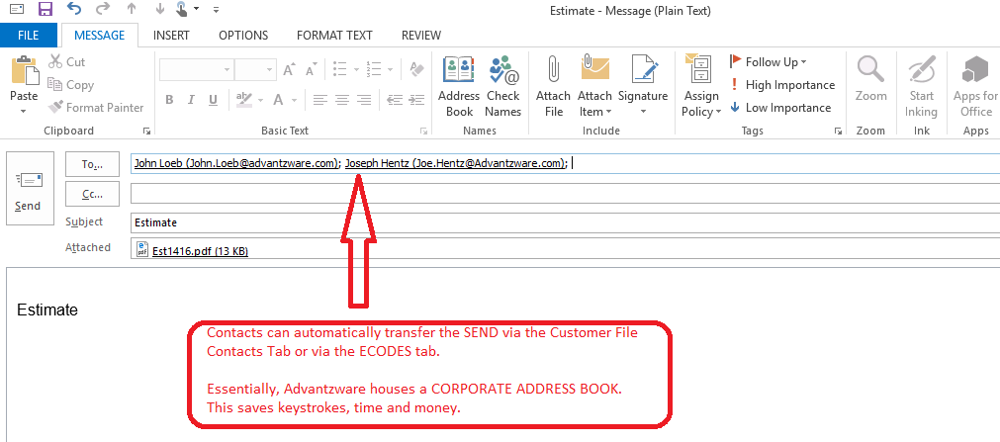 Estimate - Message (Plain Text)
FILE MESSAGE INSERT OPTIONS FORMAT TEXT REVIEW
Paste
Cut
Copy
Format Painter
Clipboard
B I U
A A
ab A
Basic Text
Address Book
Check Names
Names
Attach File
Attach Item
Signature
Include
Assign Policy
Follow Up
High Importance
Low Importance
Tags
Zoom
Zoom
Start Inking
Ink
Apps for Office
Apps
Send
To...
John Loeb (John.Loeb@advantzware.com); Joseph Hentz (Joe.Hentz@Advantzware.com);
Cc...
Subject
Estimate
Attached
Est1416.pdf (13 KB)
Estimate
Contacts can automatically transfer the SEND via the Customer File
Contacts Tab or via the ECODES tab.
Essentially, Advantzware houses a CORPORATE ADDRESS BOOK.
This saves keystrokes, time and money.